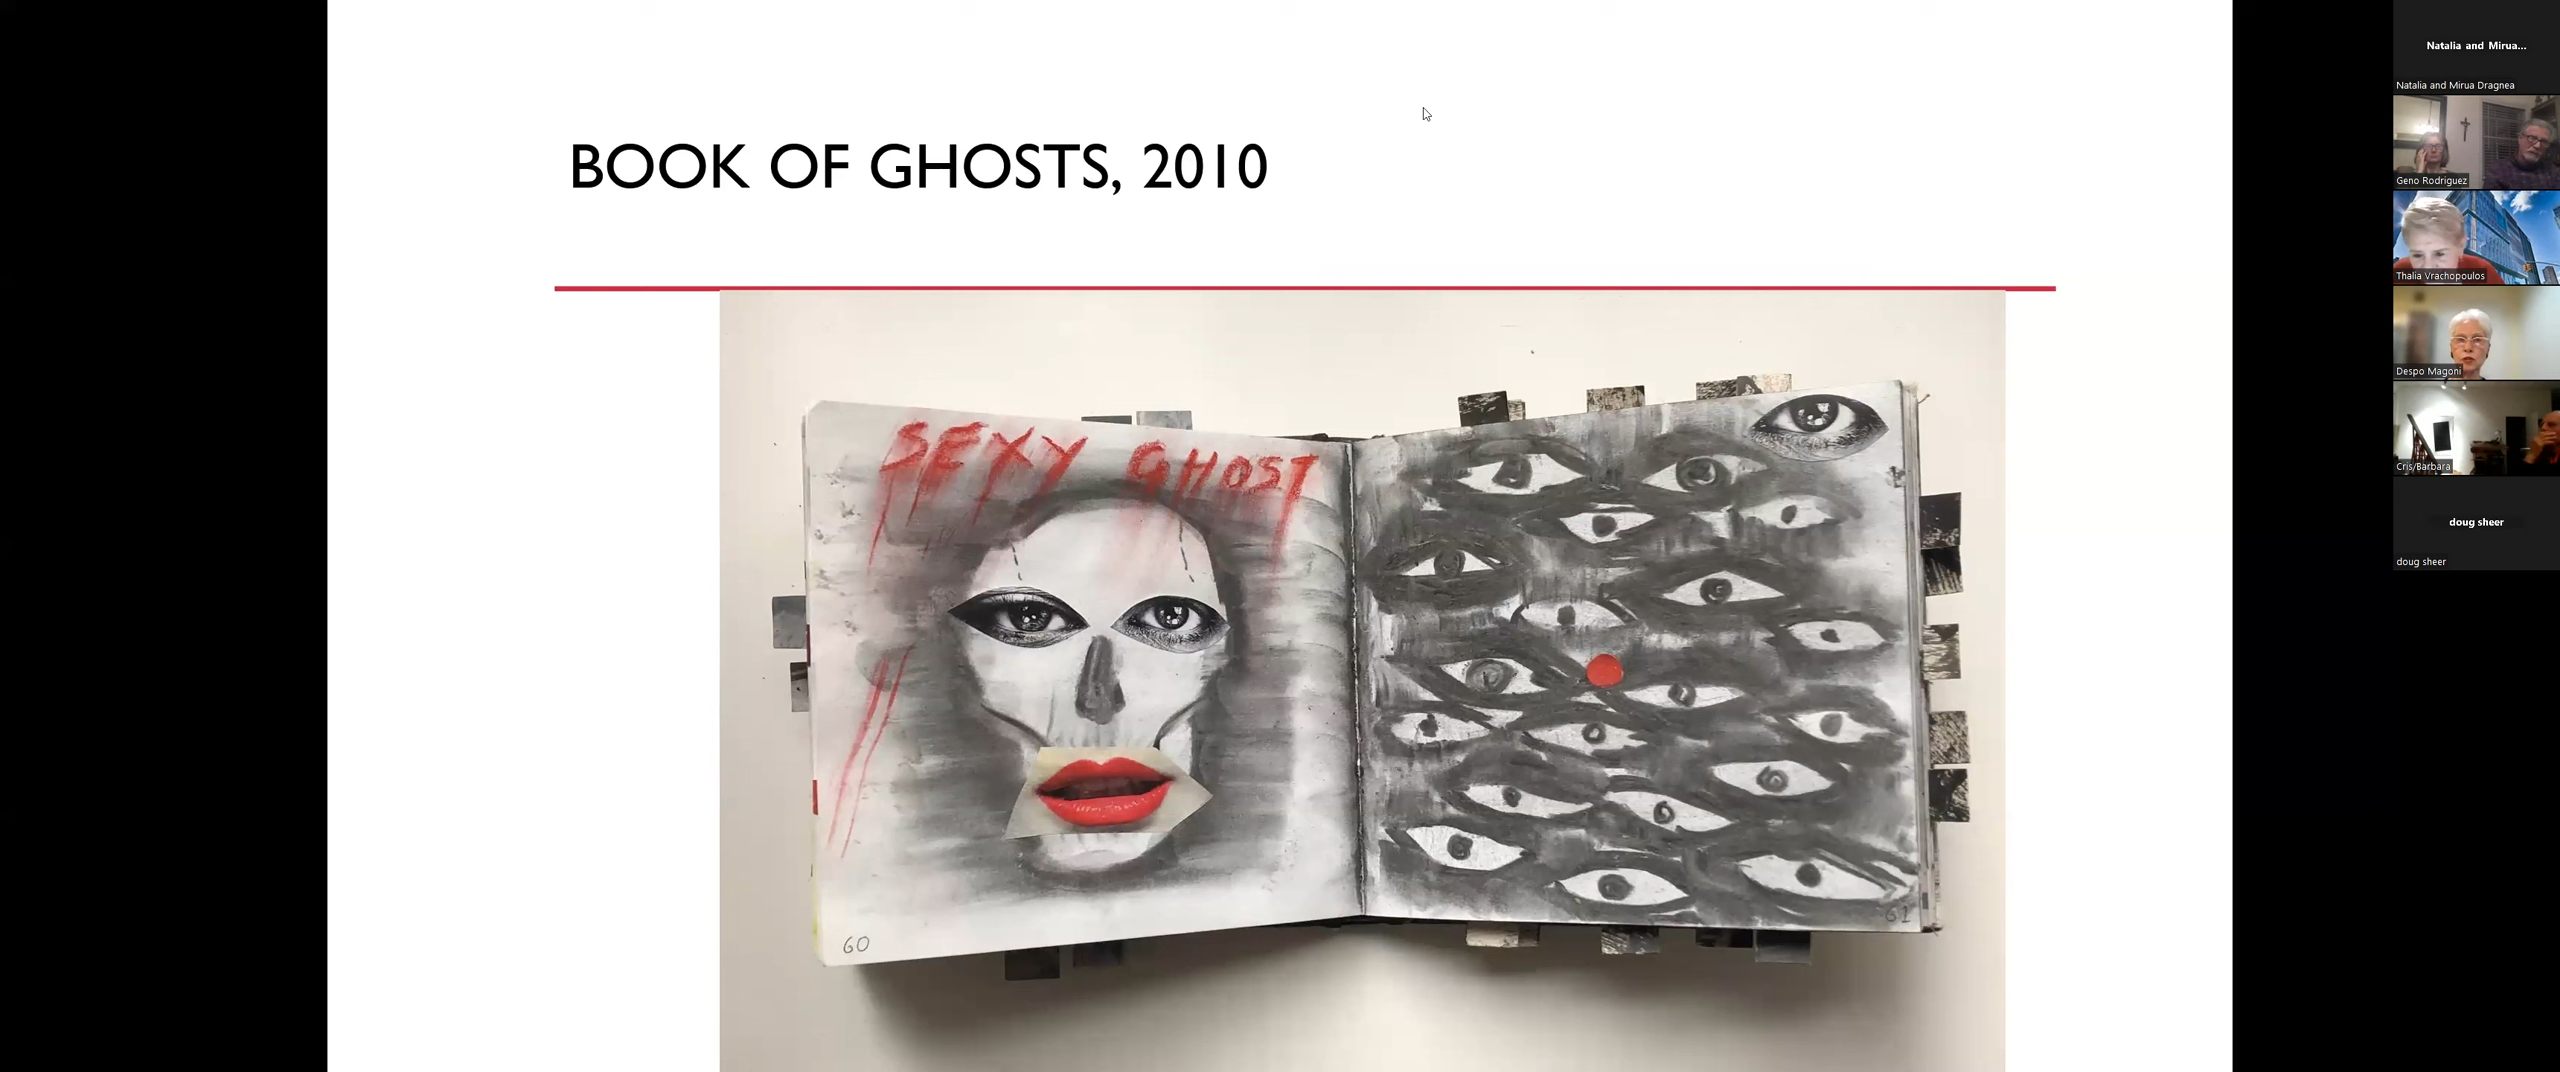 BOOK OF GHOSTS, 2010
SEXY GHOST
60
61
Natalia and Mirua...
Natalia and Mirua Dragnea
Geno Rodriguez
Thalia Vrachopoulos
Despo Magoni
Cris/Barbara
doug sheer
doug sheer